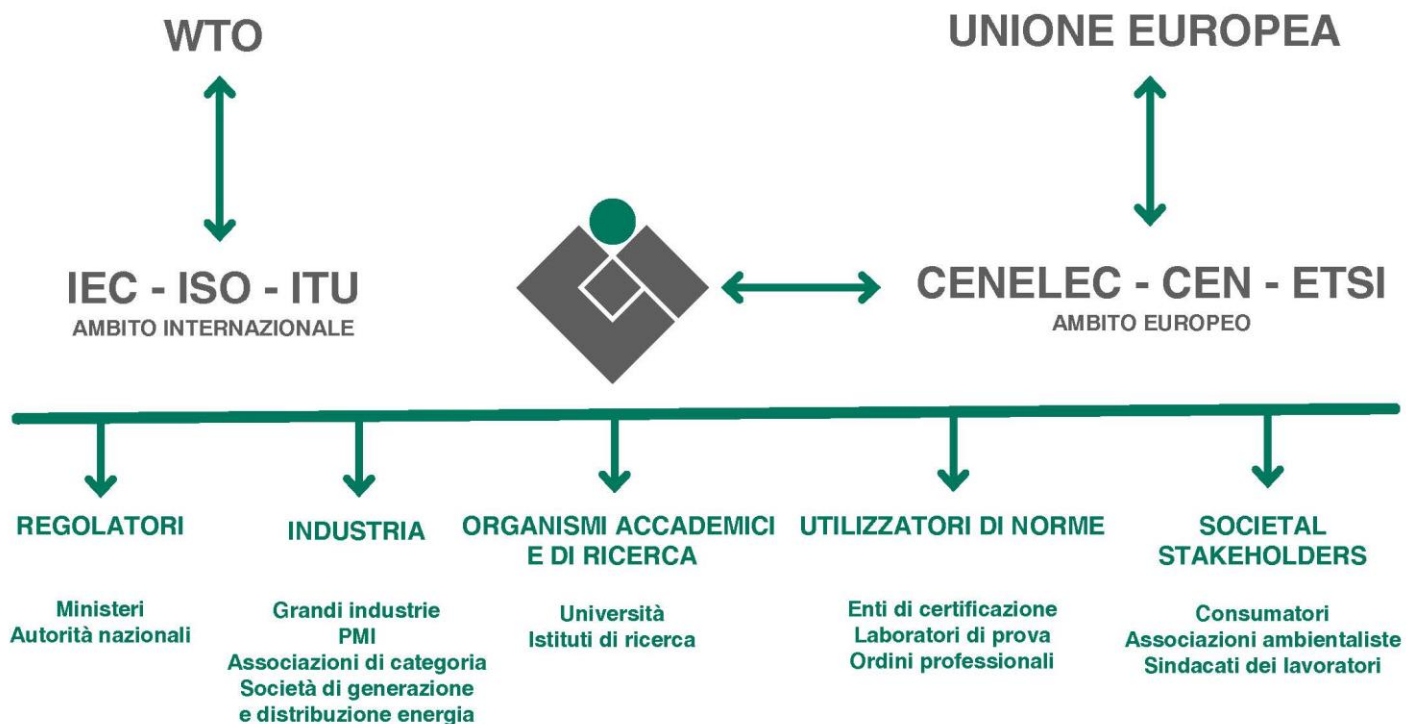 WTO
UNIONE EUROPEA
IEC - ISO - ITU
AMBITO INTERNAZIONALE
CENELEC - CEN - ETSI
AMBITO EUROPEO
REGOLATORI
Ministeri
Autorità nazionali
INDUSTRIA
Grandi industrie
PMI
Associazioni di categoria
Società di generazione
e distribuzione energia
ORGANISMI ACCADEMICI
E DI RICERCA
Università
Istituti di ricerca
UTILIZZATORI DI NORME
Enti di certificazione
Laboratori di prova
Ordini professionali
SOCIETAL
STAKEHOLDERS
Consumatori
Associazioni ambientaliste
Sindacati dei lavoratori